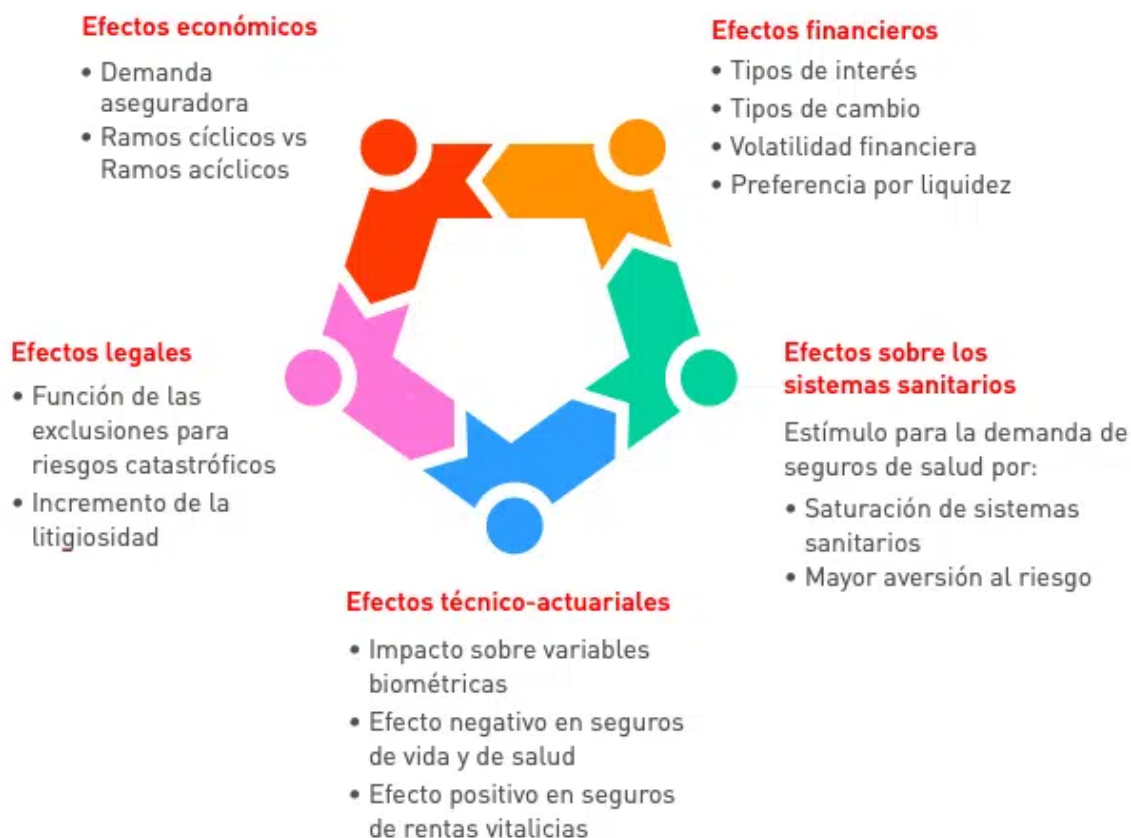 Efectos económicos
• Demanda
aseguradora
• Ramos cíclicos vs
Ramos acíclicos
Efectos financieros
• Tipos de interés
• Tipos de cambio
• Volatilidad financiera
• Preferencia por liquidez
Efectos legales
• Función de las
exclusiones para
riesgos catastróficos
• Incremento de la
litigiosidad
Efectos sobre los
sistemas sanitarios
Estímulo para la demanda de
seguros de salud por:
• Saturación de sistemas
sanitarios
• Mayor aversión al riesgo
Efectos técnico-actuariales
• Impacto sobre variables
biométricas
• Efecto negativo en seguros
de vida y de salud
• Efecto positivo en seguros
de rentas vitalicias